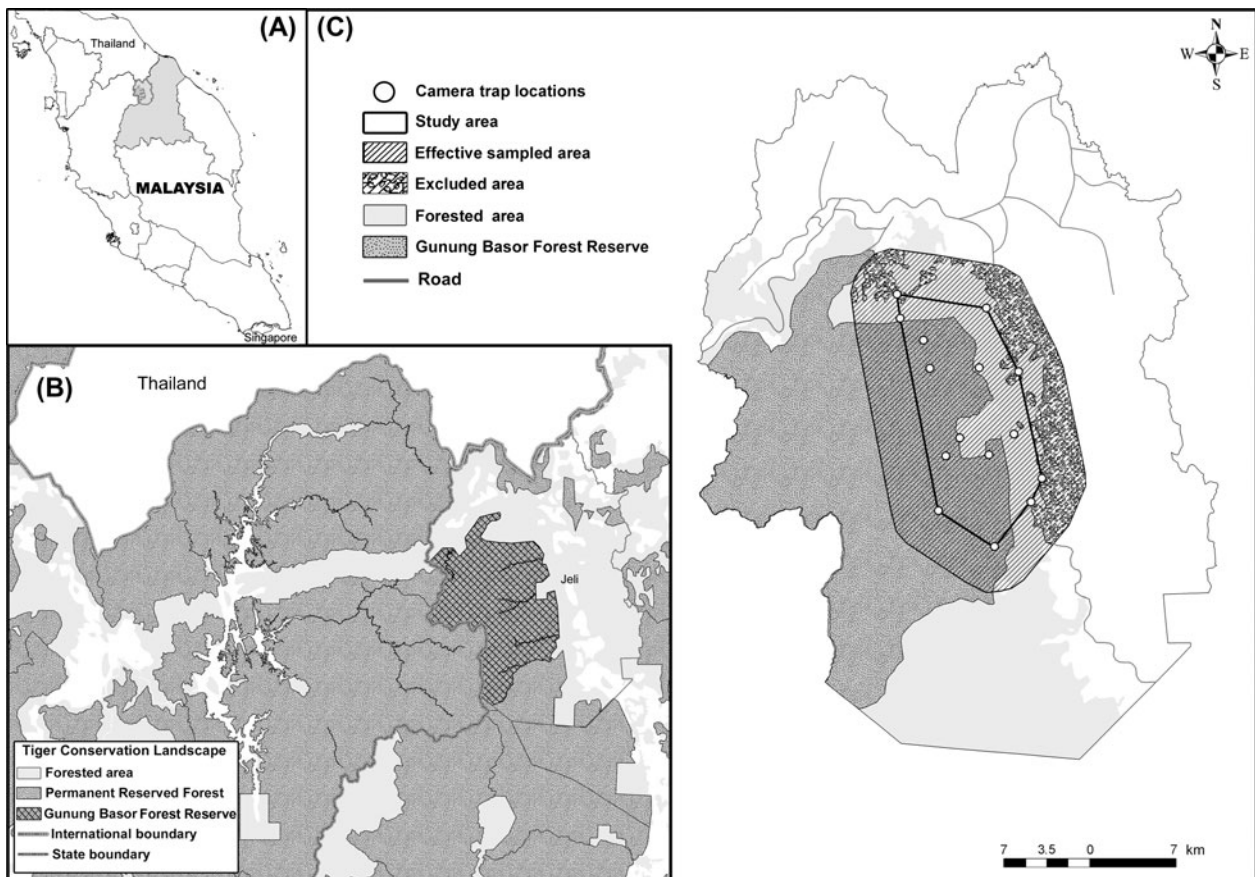 (A)
Thailand
MALAYSIA
Singapore
(C)
Camera trap locations
Study area
Effective sampled area
Excluded area
Forested area
Gunung Basor Forest Reserve
Road
N
W E
S
7 3.5 0 7 km
(B)
Thailand
Jeli
Tiger Conservation Landscape
Forested area
Permanent Reserved Forest
Gunung Basor Forest Reserve
International boundary
State boundary